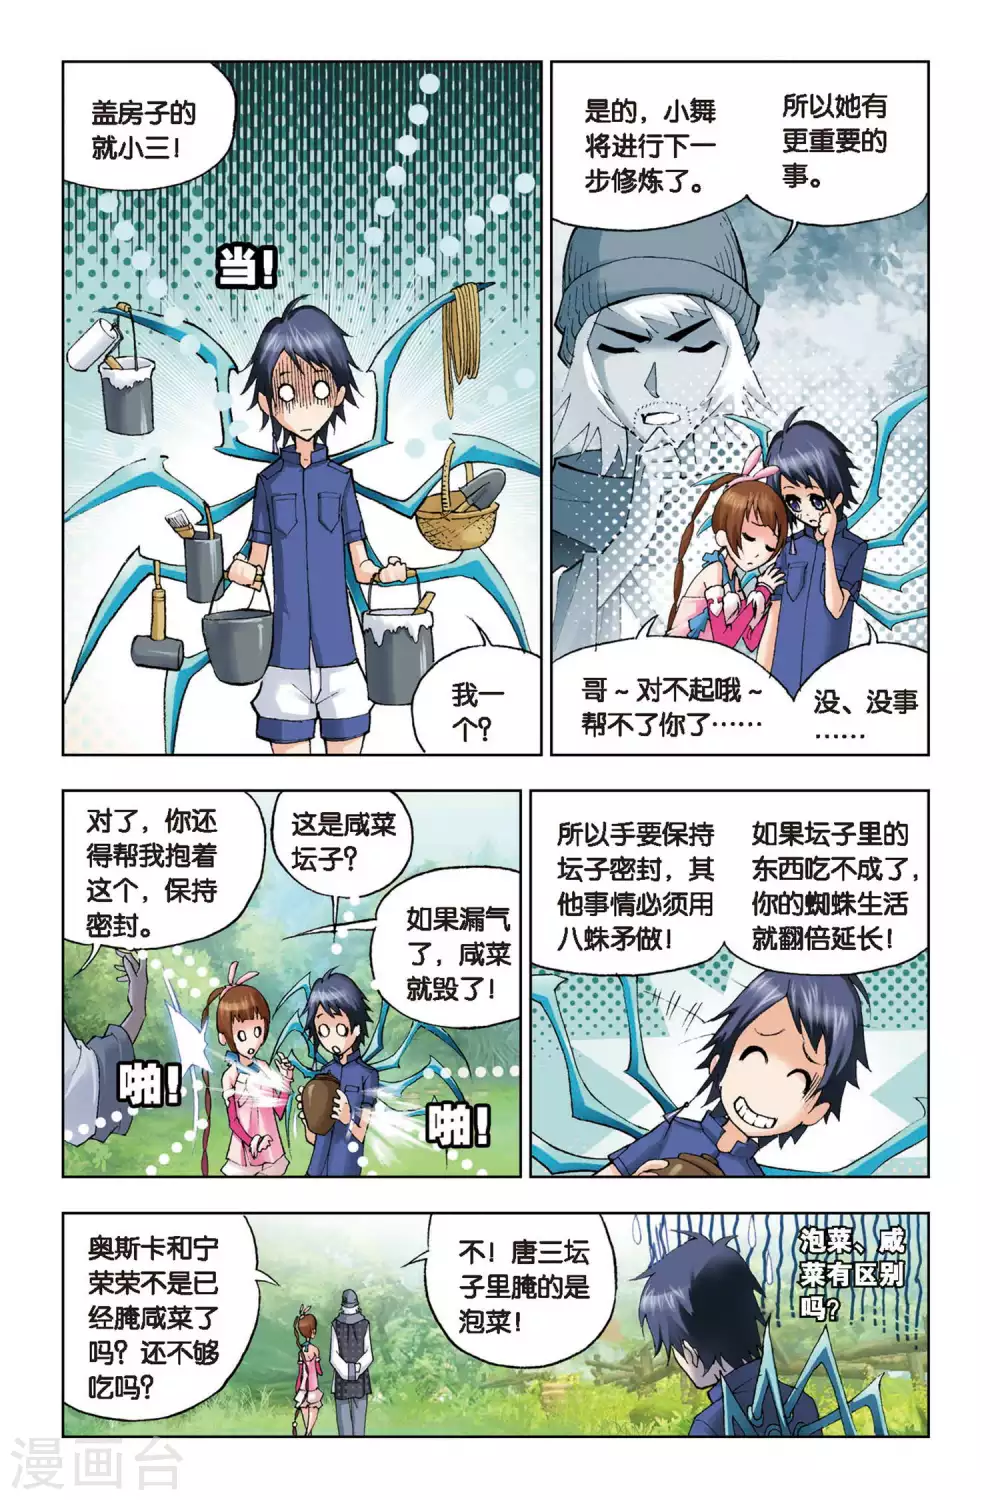 盖房子的
就小三！
当！
我一
个？
是的，小舞
将进行下一
步修炼了。
所以她有
更重要的
事。
哥～对不起哦～
帮不了你了……
没、没事
……
对了，你还
得帮我抱着
这个，保持
密封。
这是咸菜
坛子？
如果漏气
了，咸菜
就毁了！
啪！
啪！
所以手要保持
坛子密封，其
他事情必须用
八蛛矛做！
如果坛子里的
东西吃不成了，
你的蜘蛛生活
就翻倍延长！
奥斯卡和宁
荣荣不是已
经腌咸菜了
吗？还不够
吃吗？
不！唐三坛
子里腌的是
泡菜！
泡菜、咸
菜有区别
吗？
漫画台